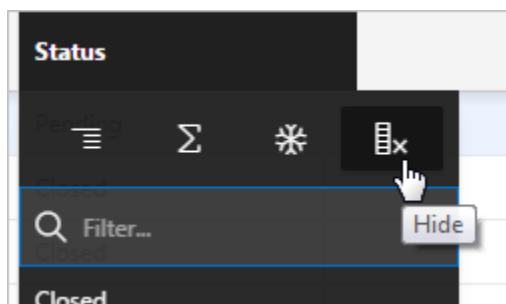 Status
Pending
Closed
Filter...
Hide
Closed
Closed